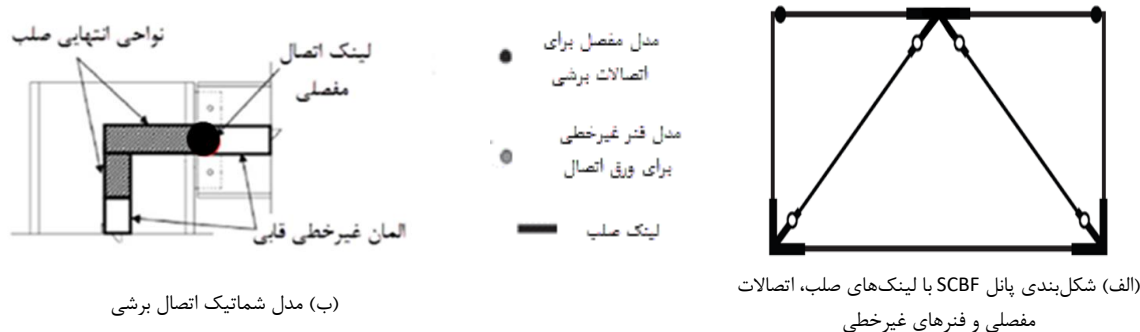 نواحی انتهایی صلب
لینک اتصال
مفصلی
المان غیرخطی قابی
(ب) مدل شماتیک اتصال برشی
مدل مفصل برای
اتصالات برشی
مدل فنر غیرخطی
برای ورق اتصال
لینک صلب
(الف) شکل‌بندی پانل SCBF با لینک‌های صلب، اتصالات
مفصلی و فنرهای غیرخطی